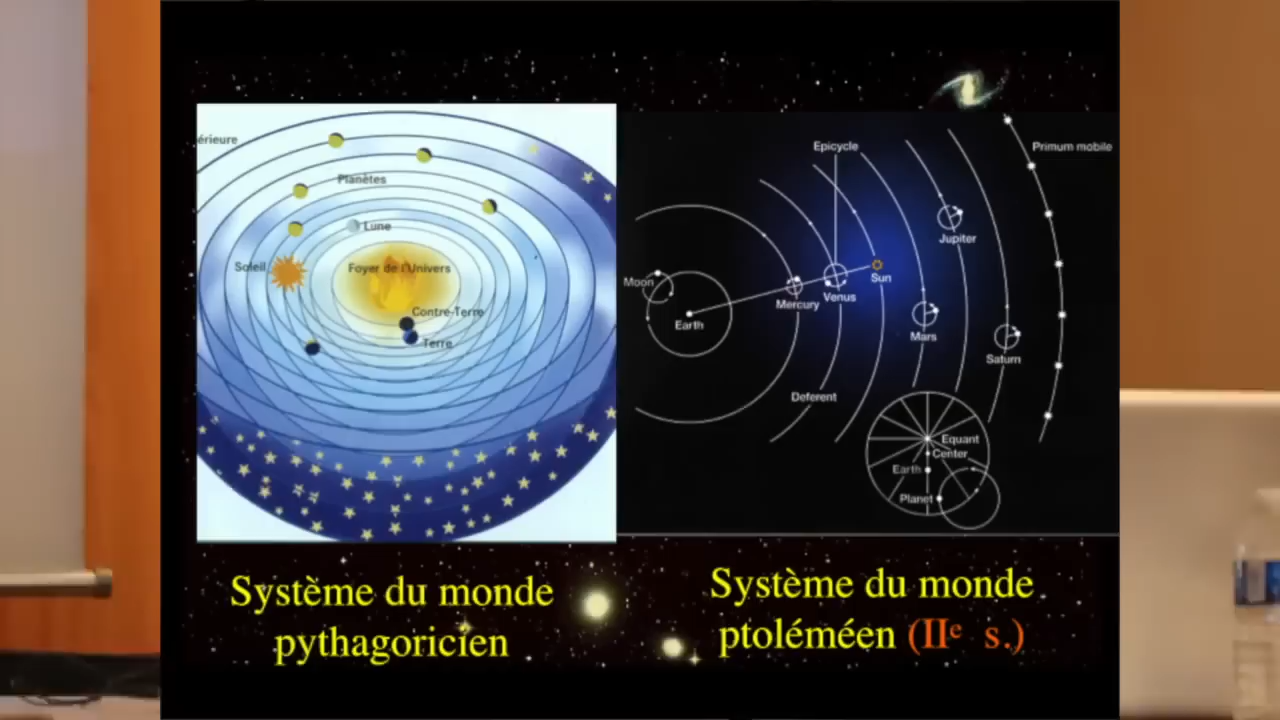 érieure
Planètes
Lune
Soleil
Foyer de l'Univers
Contre-Terre
Terre
Epicycle
Primum mobile
Jupiter
Moon
Sun
Mercury
Venus
Earth
Mars
Saturn
Deferent
Equant
Center
Earth
Planet
Système du monde
pythagoricien
Système du monde
ptoléméen (IIe s.)